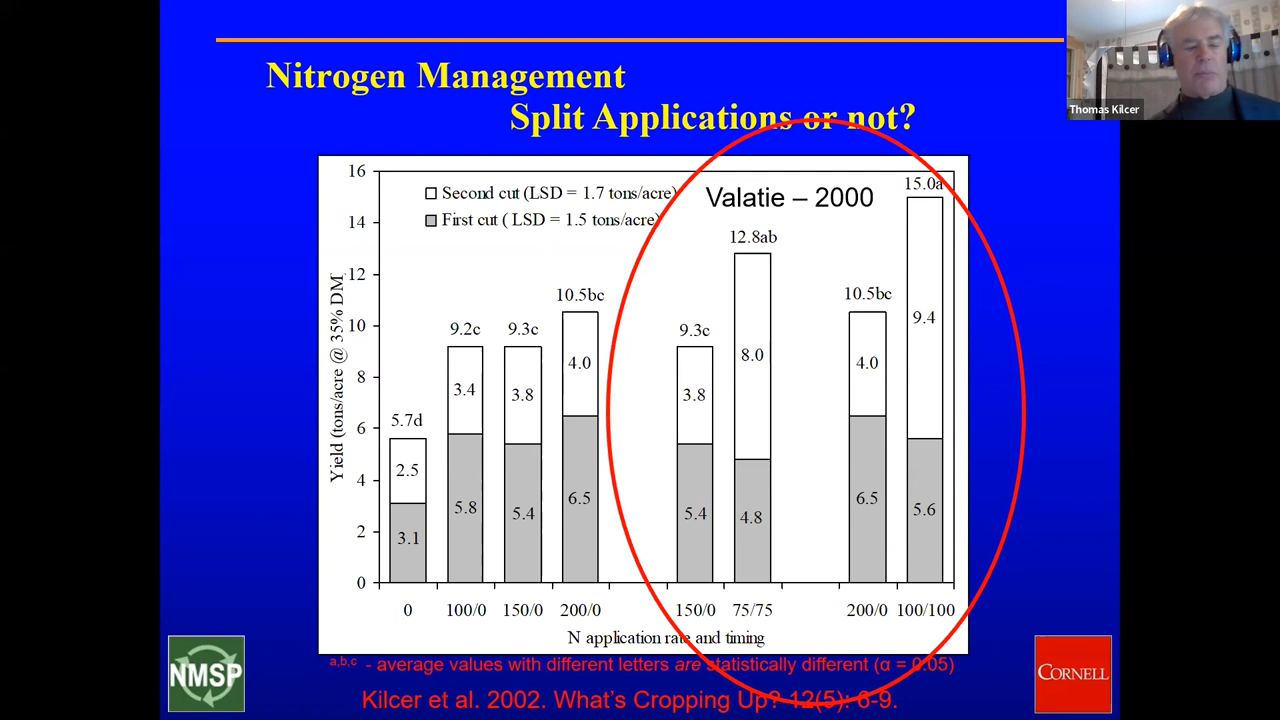 Nitrogen Management
Split Applications or not?
Thomas Kilcer
Valatie – 2000
Second cut (LSD = 1.7 tons/acre)
First cut ( LSD = 1.5 tons/acre)
Yield (tons/acre @ 35% DM
16
14
12
10
8
6
4
2
0
5.7d
2.5
3.1
9.2c
3.4
5.8
9.3c
3.8
5.4
10.5bc
4.0
6.5
9.3c
3.8
5.4
12.8ab
8.0
4.8
10.5bc
4.0
6.5
15.0a
9.4
5.6
0 100/0 150/0 200/0 150/0 75/75 200/0 100/100
N application rate and timing
a,b,c - average values with different letters are statistically different (α = 0.05)
Kilcer et al. 2002. What’s Cropping Up? 12(5): 6-9.
NMSP
CORNELL